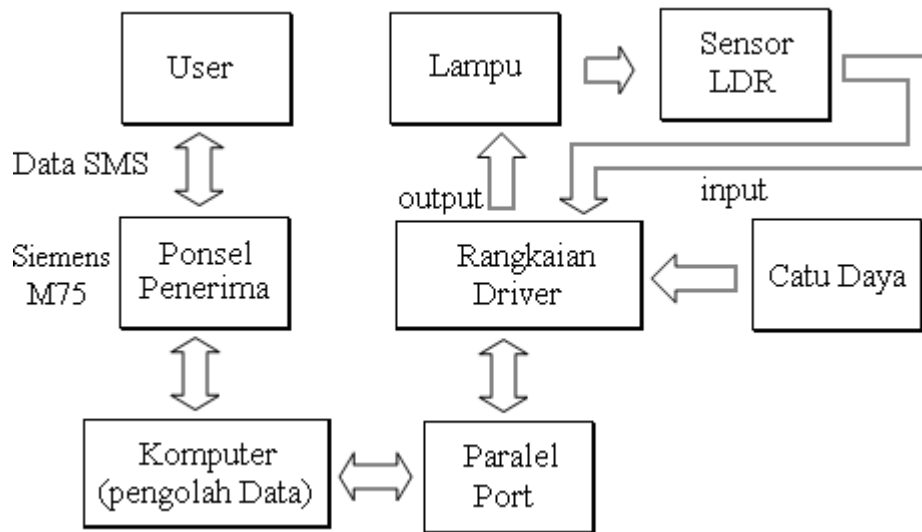 User
Lampu
Sensor
LDR
Data SMS
output
input
Siemens
M75
Ponsel
Penerima
Rangkaian
Driver
Catu Daya
Komputer
(pengolah Data)
Paralel
Port